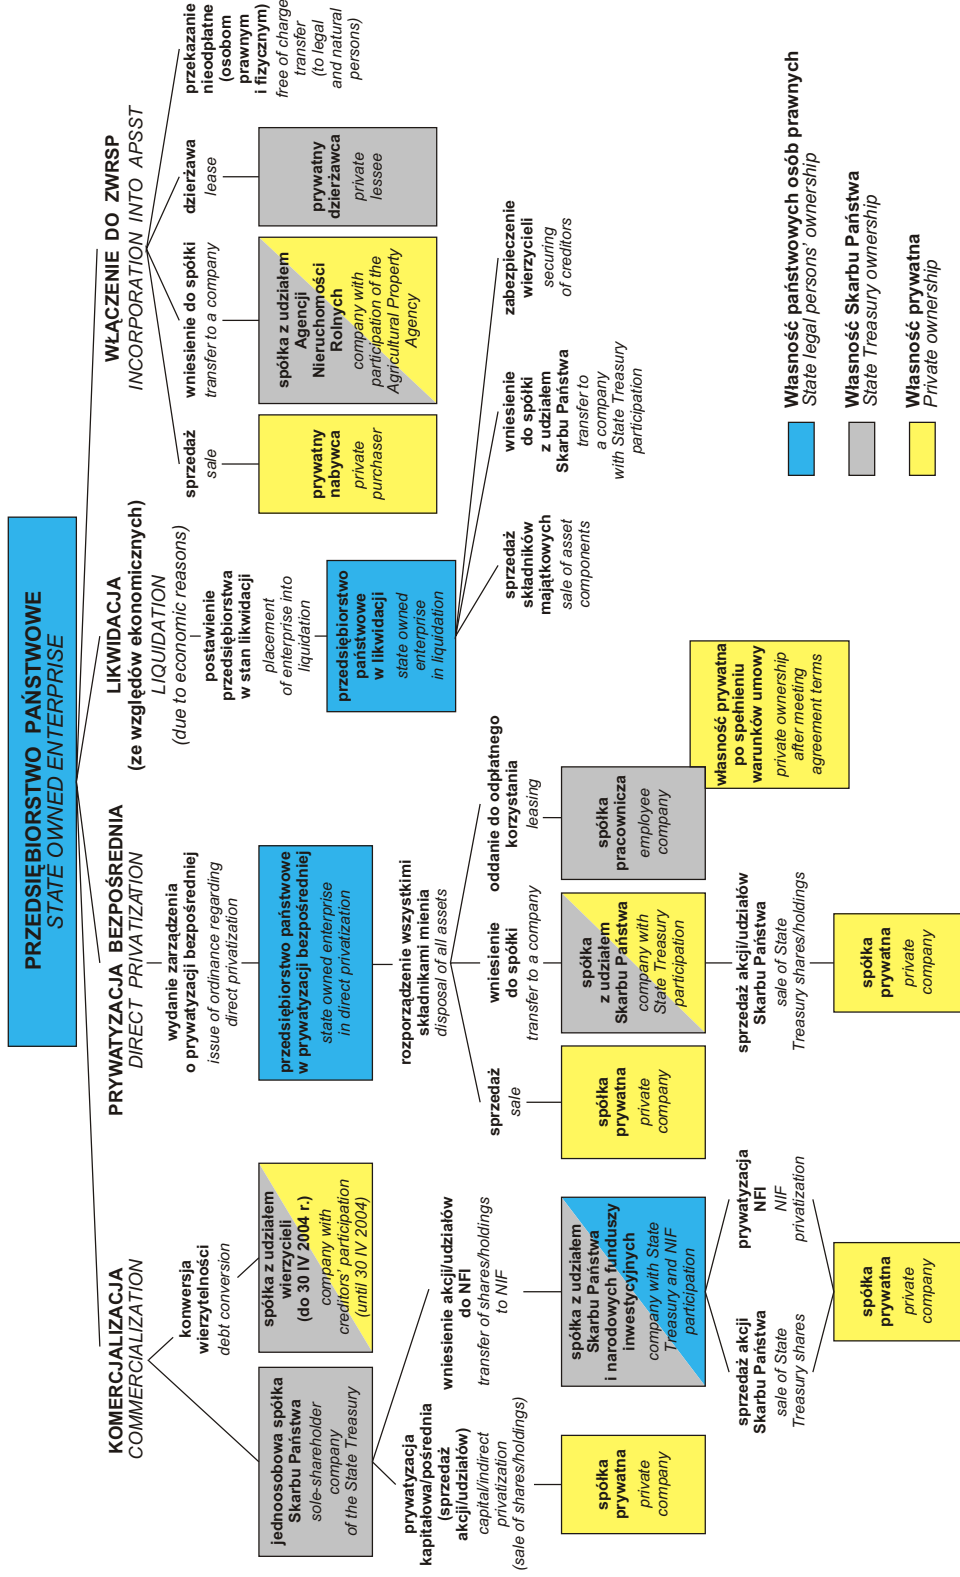 PRZEDSIĘBIORSTWO PAŃSTWOWE
STATE OWNED ENTERPRISE
KOMERCJALIZACJA
COMMERCIALIZATION
konwersja
wierzytelności
debt conversion
jednoosobowa spółka
Skarbu Państwa
sole-shareholder
company
of the State Treasury
spółka z udziałem
wierzycieli
(do 30 IV 2004 r.)
company with
creditors' participation
(until 30 IV 2004)
prywatyzacja
kapitałowa/pośrednia
(sprzedaż
akcji/udziałów)
capital/indirect
privatization
(sale of shares/holdings)
wniesienie akcji/udziałów
do NFI
transfer of shares/holdings
to NIF
spółka
prywatna
private
company
spółka z udziałem
Skarbu Państwa
i narodowych funduszy
inwestycyjnych
company with State
Treasury and NIF
participation
sprzedaż akcji
Skarbu Państwa
sale of State
Treasury shares
prywatyzacja
NFI
NIF
privatization
spółka
prywatna
private
company
PRYWATYZACJA BEZPOŚREDNIA
DIRECT PRIVATIZATION
wydanie zarządzenia
o prywatyzacji bezpośredniej
issue of ordinance regarding
direct privatization
przedsiębiorstwo państwowe
w prywatyzacji bezpośredniej
state owned enterprise
in direct privatization
rozporządzenie wszystkimi
składnikami mienia
disposal of all assets
sprzedaż
sale
wniesienie
do spółki
transfer to a company
oddanie do odpłatnego
korzystania
leasing
spółka
prywatna
private
company
spółka
z udziałem
Skarbu Państwa
company with
State Treasury
participation
spółka
pracownicza
employee
company
własność prywatna
po spełnieniu
warunków umowy
private ownership
after meeting
agreement terms
sprzedaż akcji/udziałów
Skarbu Państwa
sale of State
Treasury shares/holdings
spółka
prywatna
private
company
LIKWIDACJA
(ze względów ekonomicznych)
LIQUIDATION
(due to economic reasons)
postawienie
przedsiębiorstwa
w stan likwidacji
placement
of enterprise into
liquidation
przedsiębiorstwo
państwowe
w likwidacji
state owned
enterprise
in liquidation
sprzedaż
składników
majątkowych
sale of asset
components
wniesienie
do spółki
z udziałem
Skarbu Państwa
transfer to
a company
with State Treasury
participation
zabezpieczenie
wierzycieli
securing
of creditors
WŁĄCZENIE DO ZWRSP
INCORPORATION INTO APSST
sprzedaż
sale
wniesienie do spółki
transfer to a company
dzierżawa
lease
przekazanie
nieodpłatne
(osobom
prawnym
i fizycznym)
free of charge
transfer
(to legal
and natural
persons)
prywatny
nabywca
private
purchaser
spółka z udziałem
Agencji
Nieruchomości
Rolnych
company with
participation of the
Agricultural Property
Agency
prywatny
dzierżawca
private
lessee
Własność państwowych osób prawnych
State legal persons' ownership
Własność Skarbu Państwa
State Treasury ownership
Własność prywatna
Private ownership